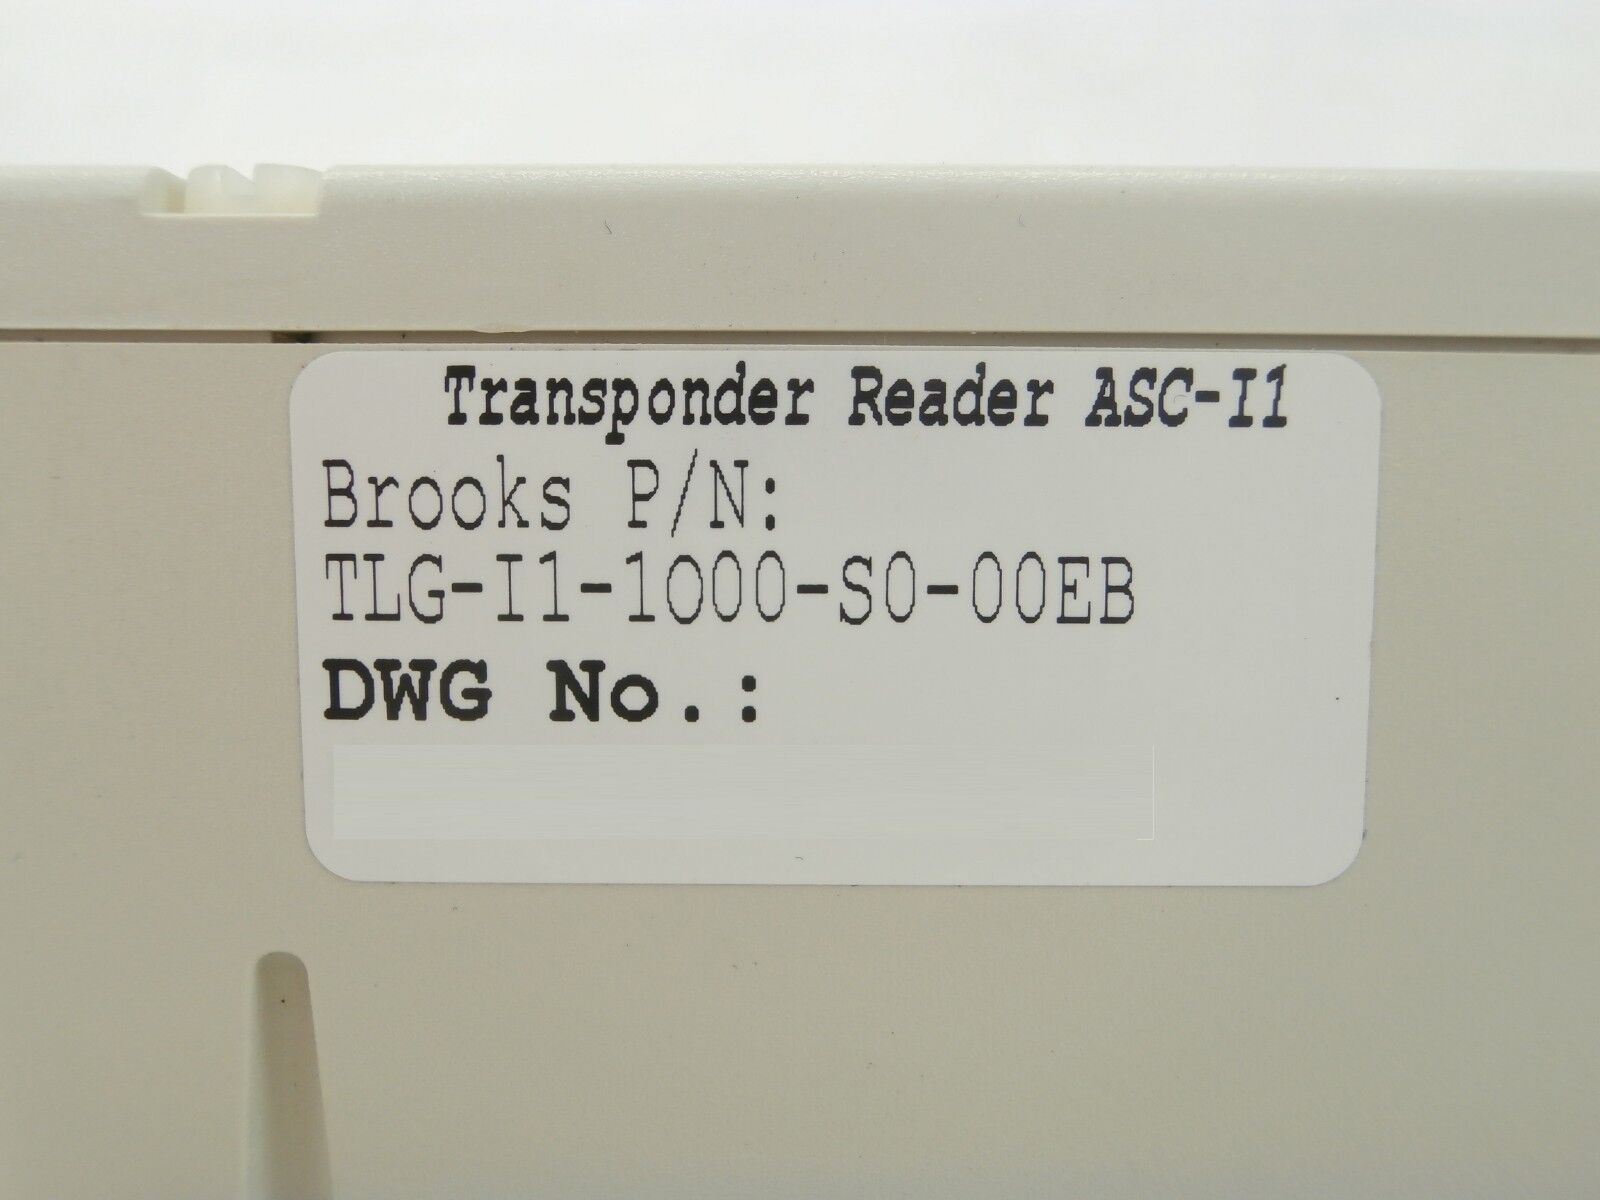 Transponder Reader ASC-I1
Brooks P/N:
TLG-I1-1000-S0-00EB
DWG No.: